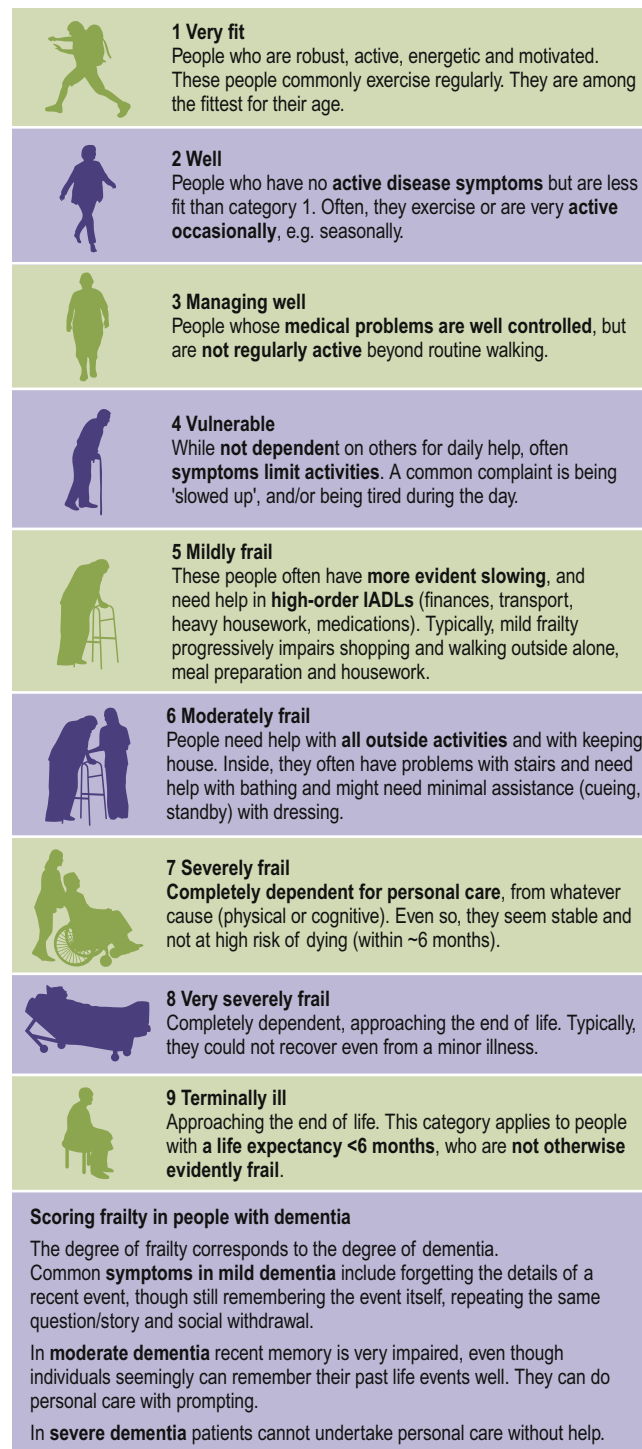 1 Very fit
People who are robust, active, energetic and motivated.
These people commonly exercise regularly. They are among
the fittest for their age.
2 Well
People who have no active disease symptoms but are less
fit than category 1. Often, they exercise or are very active
occasionally, e.g. seasonally.
3 Managing well
People whose medical problems are well controlled, but
are not regularly active beyond routine walking.
4 Vulnerable
While not dependent on others for daily help, often
symptoms limit activities. A common complaint is being
'slowed up', and/or being tired during the day.
5 Mildly frail
These people often have more evident slowing, and
need help in high-order IADLs (finances, transport,
heavy housework, medications). Typically, mild frailty
progressively impairs shopping and walking outside alone,
meal preparation and housework.
6 Moderately frail
People need help with all outside activities and with keeping
house. Inside, they often have problems with stairs and need
help with bathing and might need minimal assistance (cueing,
standby) with dressing.
7 Severely frail
Completely dependent for personal care, from whatever
cause (physical or cognitive). Even so, they seem stable and
not at high risk of dying (within ~6 months).
8 Very severely frail
Completely dependent, approaching the end of life. Typically,
they could not recover even from a minor illness.
9 Terminally ill
Approaching the end of life. This category applies to people
with a life expectancy <6 months, who are not otherwise
evidently frail.
Scoring frailty in people with dementia
The degree of frailty corresponds to the degree of dementia.
Common symptoms in mild dementia include forgetting the details of a
recent event, though still remembering the event itself, repeating the same
question/story and social withdrawal.
In moderate dementia recent memory is very impaired, even though
individuals seemingly can remember their past life events well. They can do
personal care with prompting.
In severe dementia patients cannot undertake personal care without help.